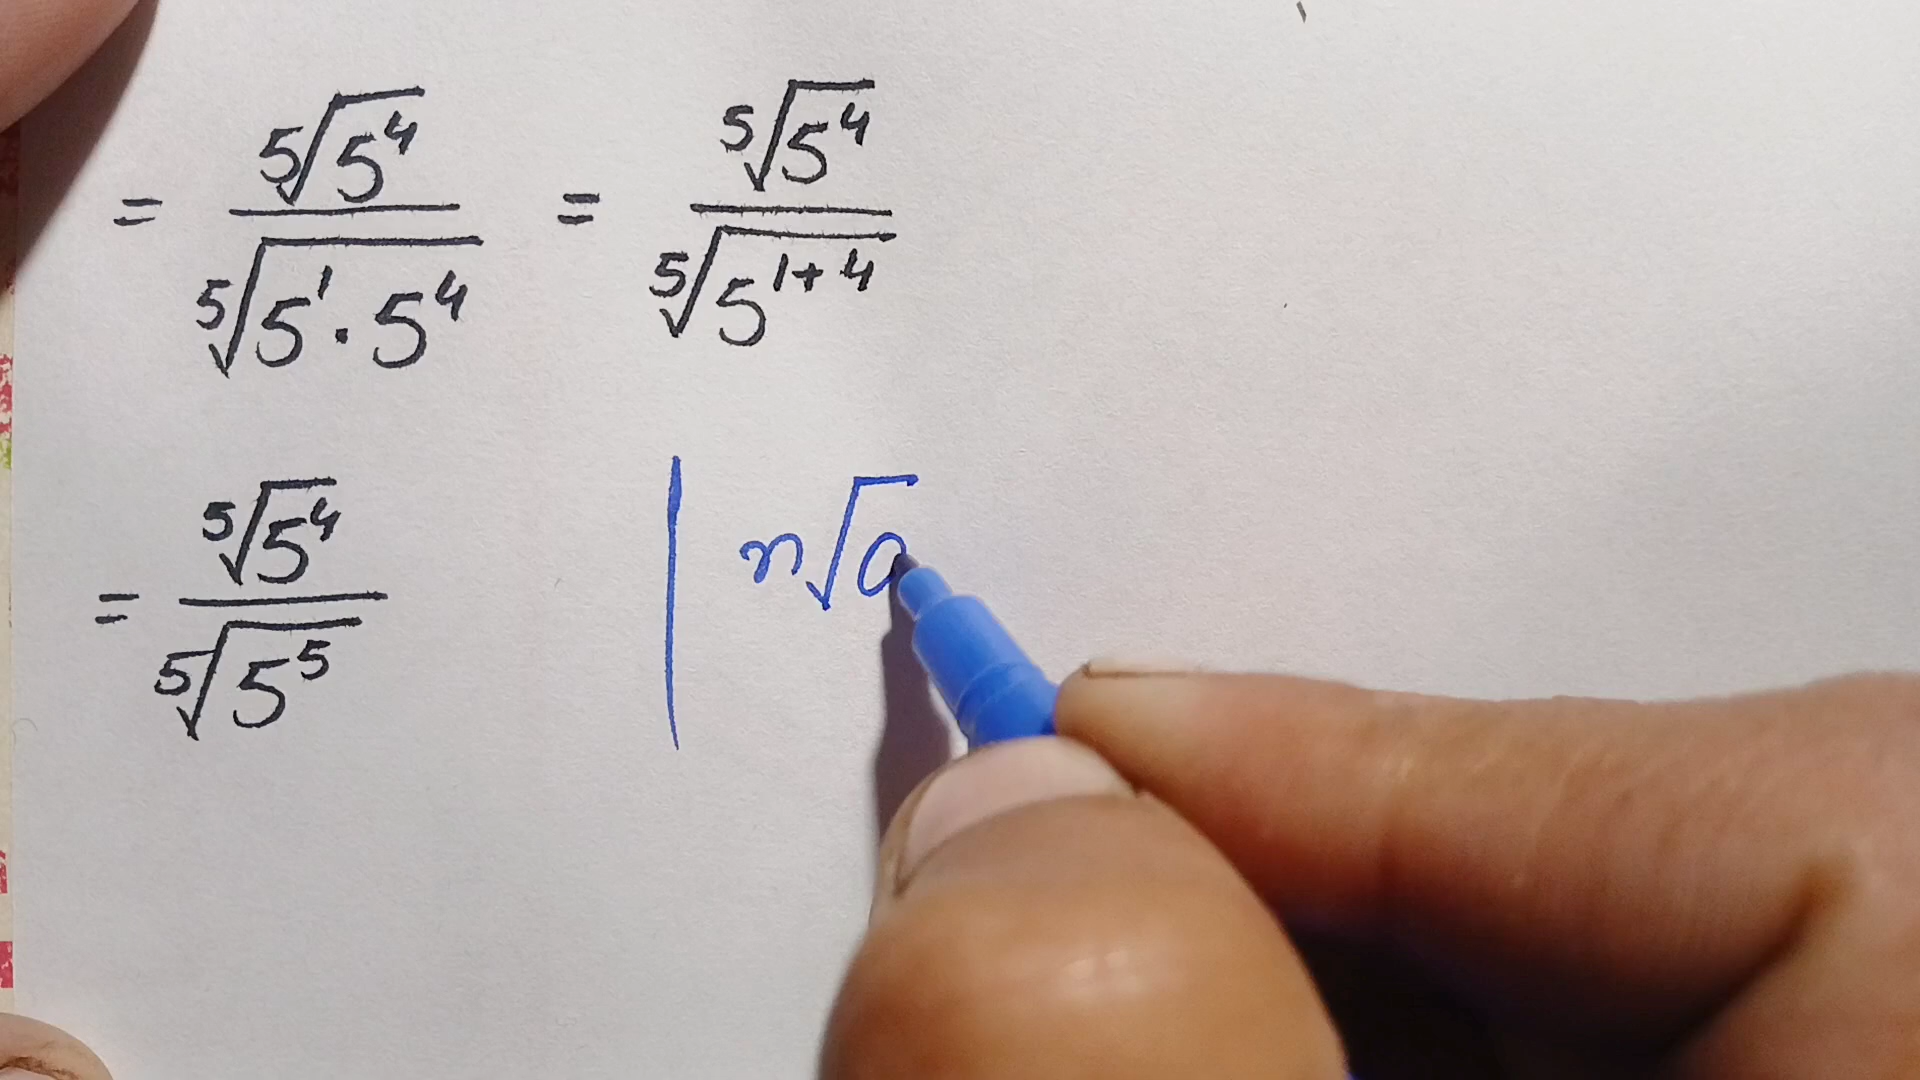 = ⁵√5⁴ / ⁵√5¹·5⁴ = ⁵√5⁴ / ⁵√5¹⁺⁴
= ⁵√5⁴ / ⁵√5⁵ | n√a